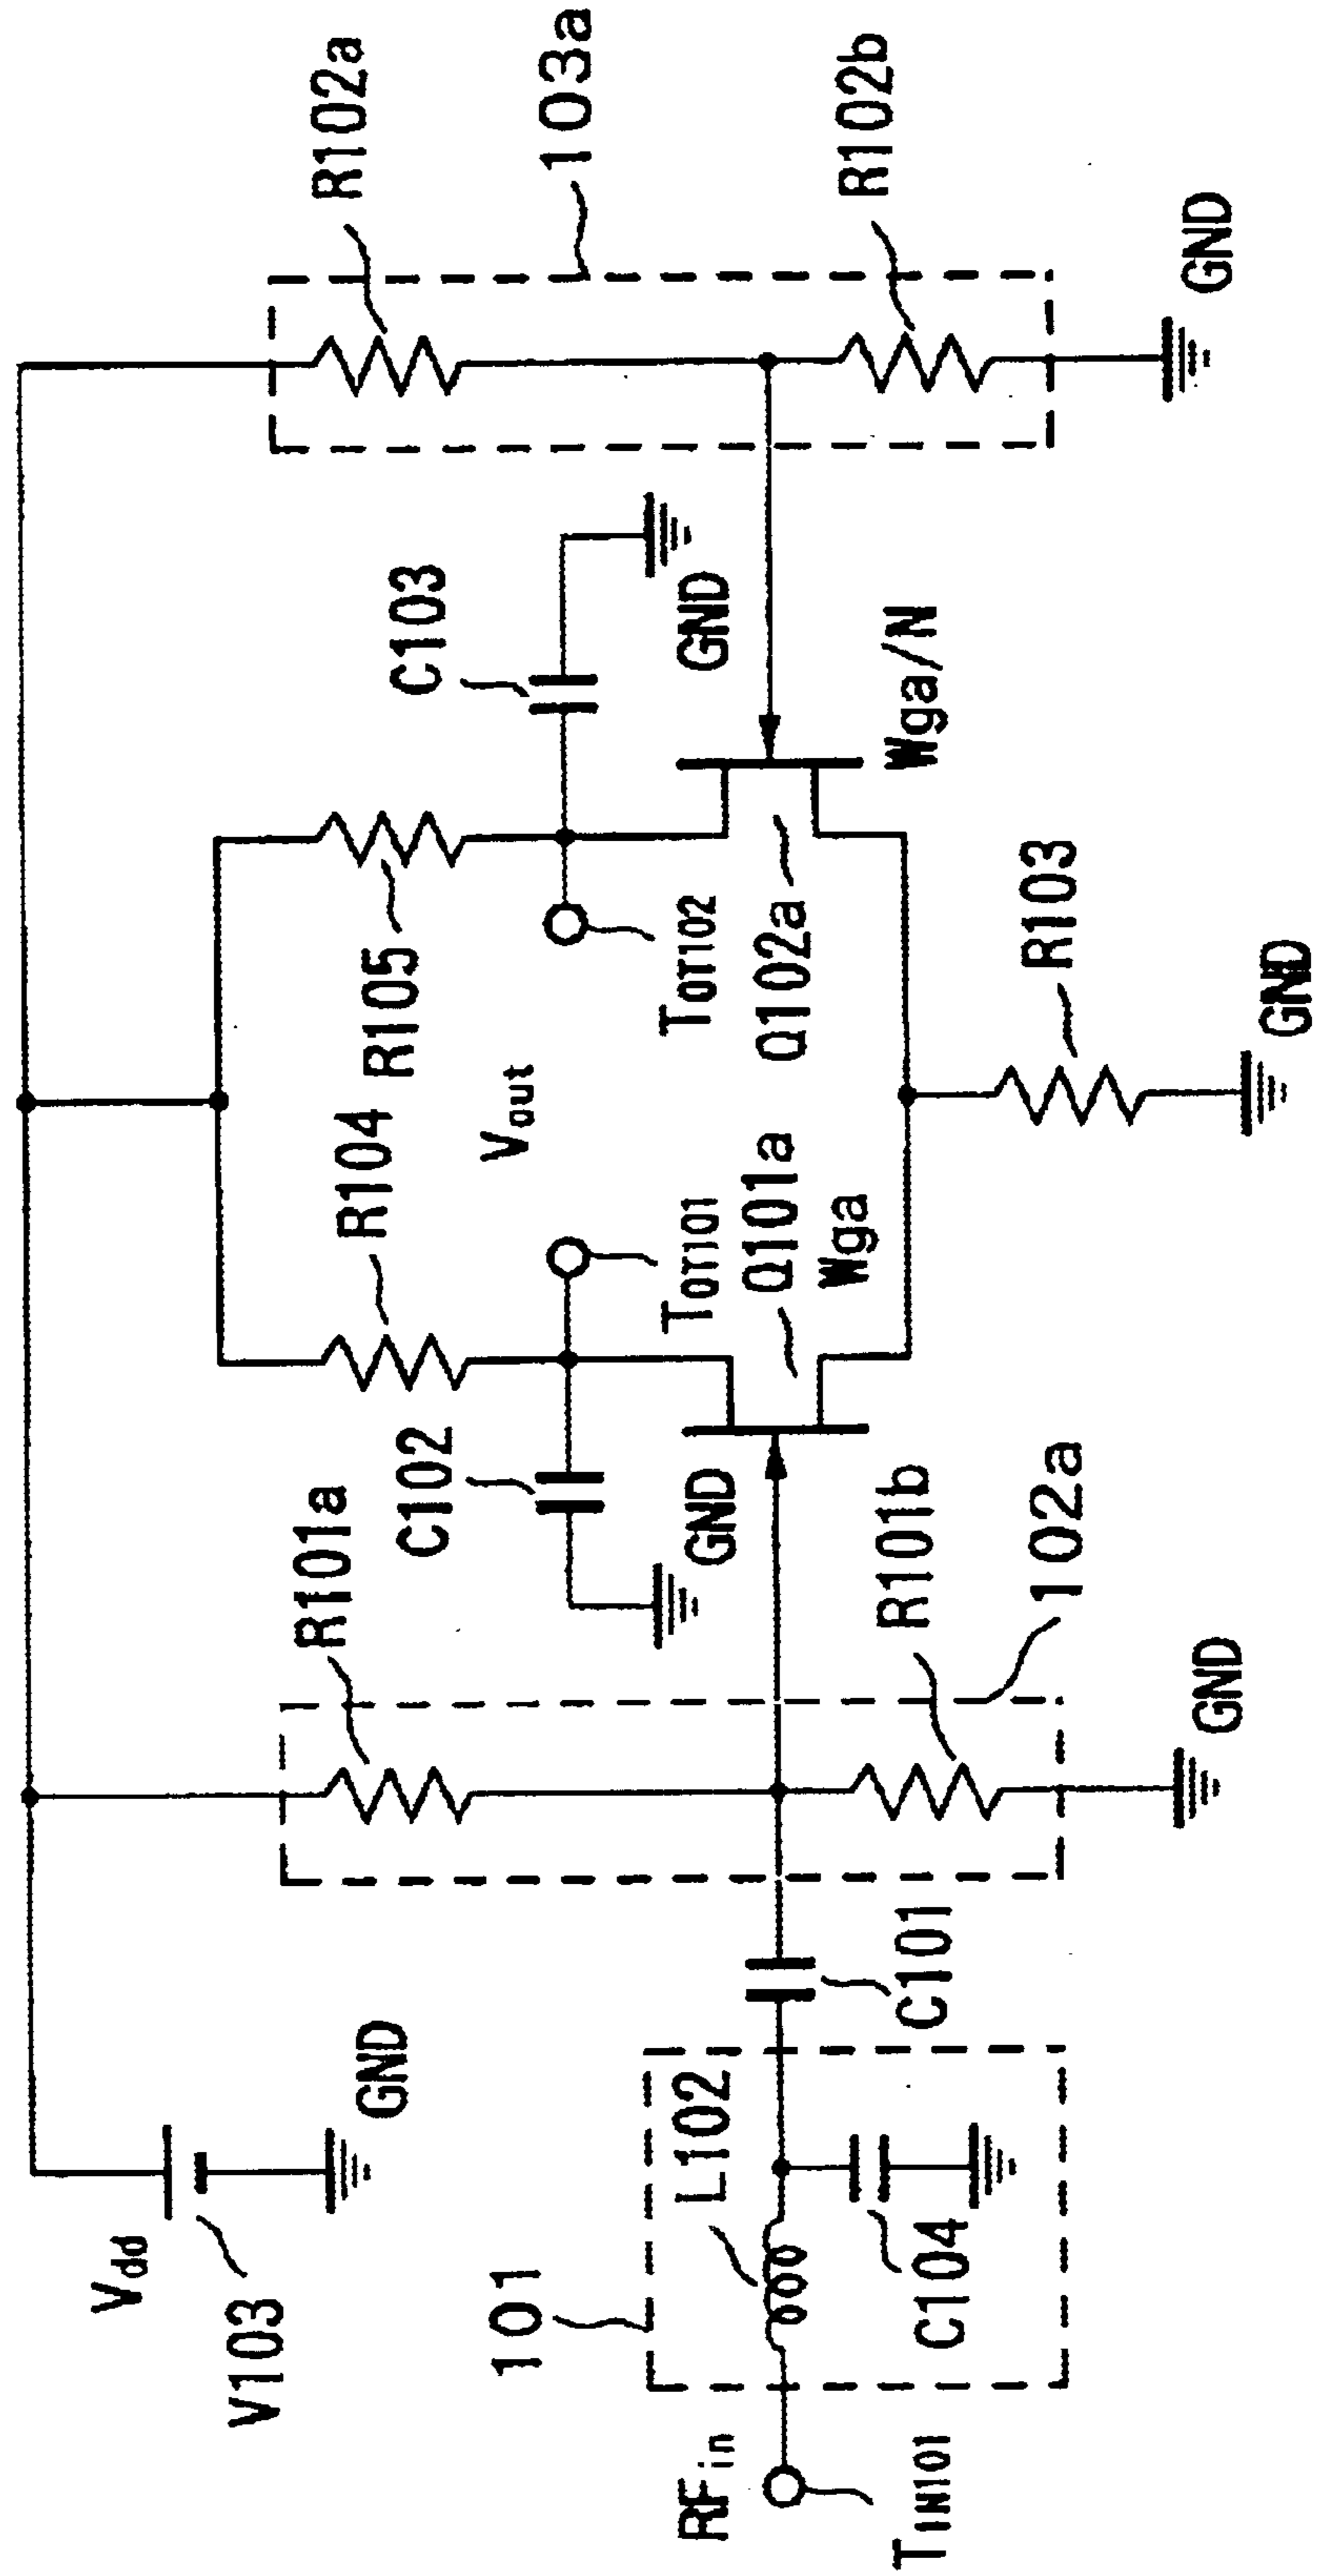 Vdd
V103
GND
101
RFin
TIN101
L102
C104
C101
R101a
R101b
102a
GND
C102
GND
R104
TOT101
Q101a
Wga
Vout
R103
GND
R105
TOT102
Q102a
Wga/N
C103
GND
R102a
103a
R102b
GND